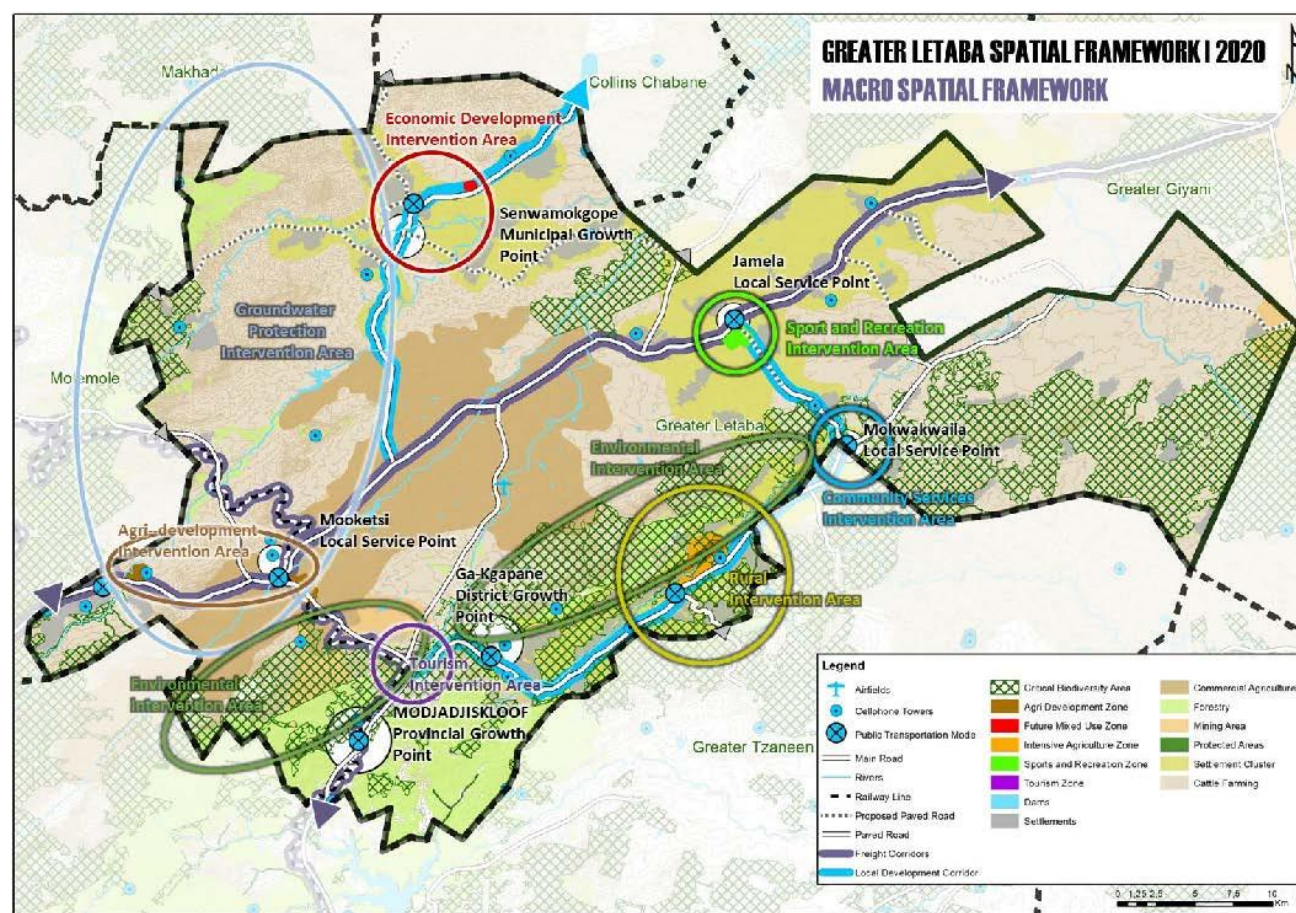 GREATER LETABA SPATIAL FRAMEWORK I 2020
MACRO SPATIAL FRAMEWORK
Collins Chabane
Economic Development
Intervention Area
Greater Giyani
Senwamokgope
Municipal Growth
Point
Jamela
Local Service Point
Groundwater
Protection
Intervention Area
Sport and Recreation
Intervention Area
Molemole
Greater Letaba
Mokwakwaila
Local Service Point
Environmental
Intervention Area
Community Services
Intervention Area
Mooketsi
Local Service Point
Agri-development
Intervention Area
Ga-Kgapane
District Growth
Point
Rural
Intervention Area
Tourism
Intervention Area
Environmental
Intervention Area
MODJADJISKLOOF
Provincial Growth
Point
Greater Tzaneen
Legend
Airfields
Cellphone Towers
Public Transportation Mode
Main Road
Rivers
Railway Line
Proposed Paved Road
Paved Road
Freight Corridors
Local Development Corridor
Critical Biodiversity Area
Agri Development Zone
Future Mixed Use Zone
Intensive Agriculture Zone
Sports and Recreation Zone
Tourism Zone
Dams
Settlements
Commercial Agriculture
Forestry
Mining Area
Protected Areas
Settlement Cluster
Cattle Farming
0 1,25 2,5 5 7,5 10
Km